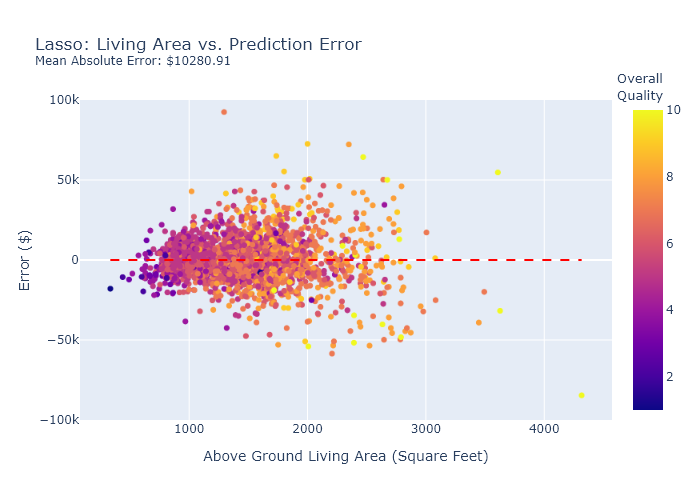 Lasso: Living Area vs. Prediction Error
Mean Absolute Error: $10280.91
Overall
Quality
100k
50k
0
−50k
−100k
Error ($)
1000
2000
3000
4000
Above Ground Living Area (Square Feet)
10
8
6
4
2